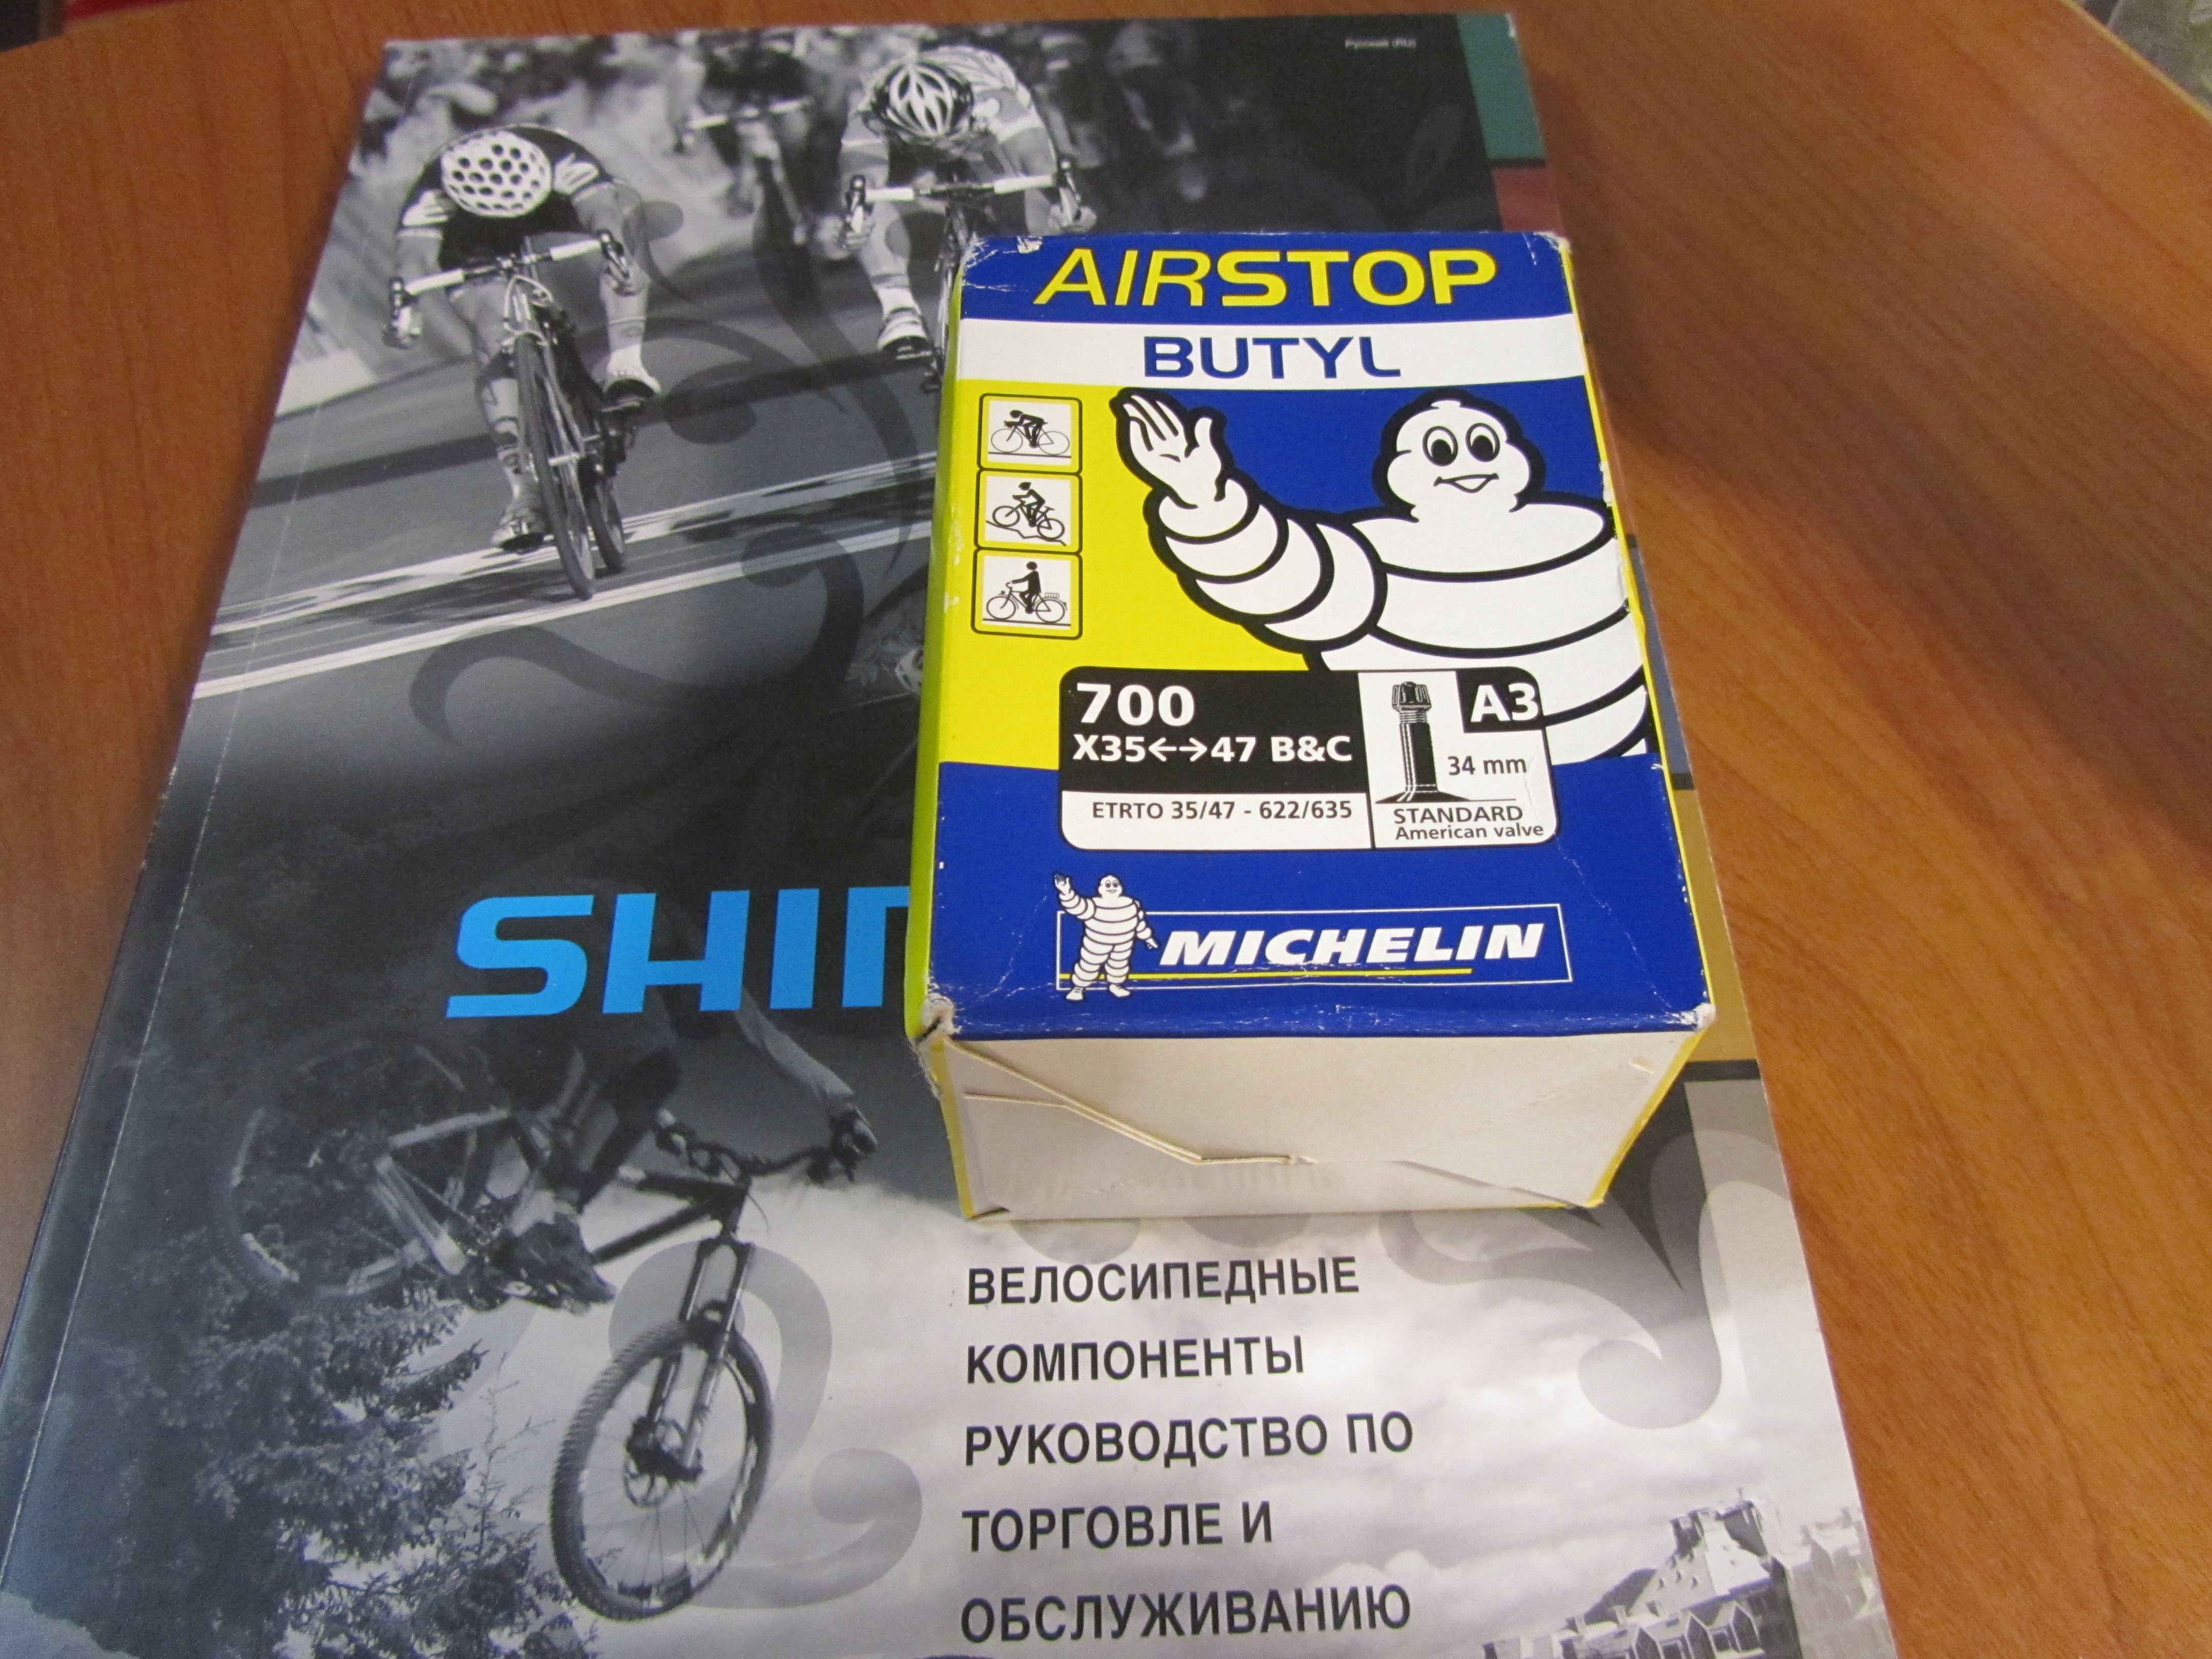 Русский (RU)
AIRSTOP
BUTYL
700
X35←→47 B&C
ETRTO 35/47 - 622/635
A3
34 mm
STANDARD
American valve
MICHELIN
SHI
ВЕЛОСИПЕДНЫЕ
КОМПОНЕНТЫ
РУКОВОДСТВО ПО
ТОРГОВЛЕ И
ОБСЛУЖИВАНИЮ